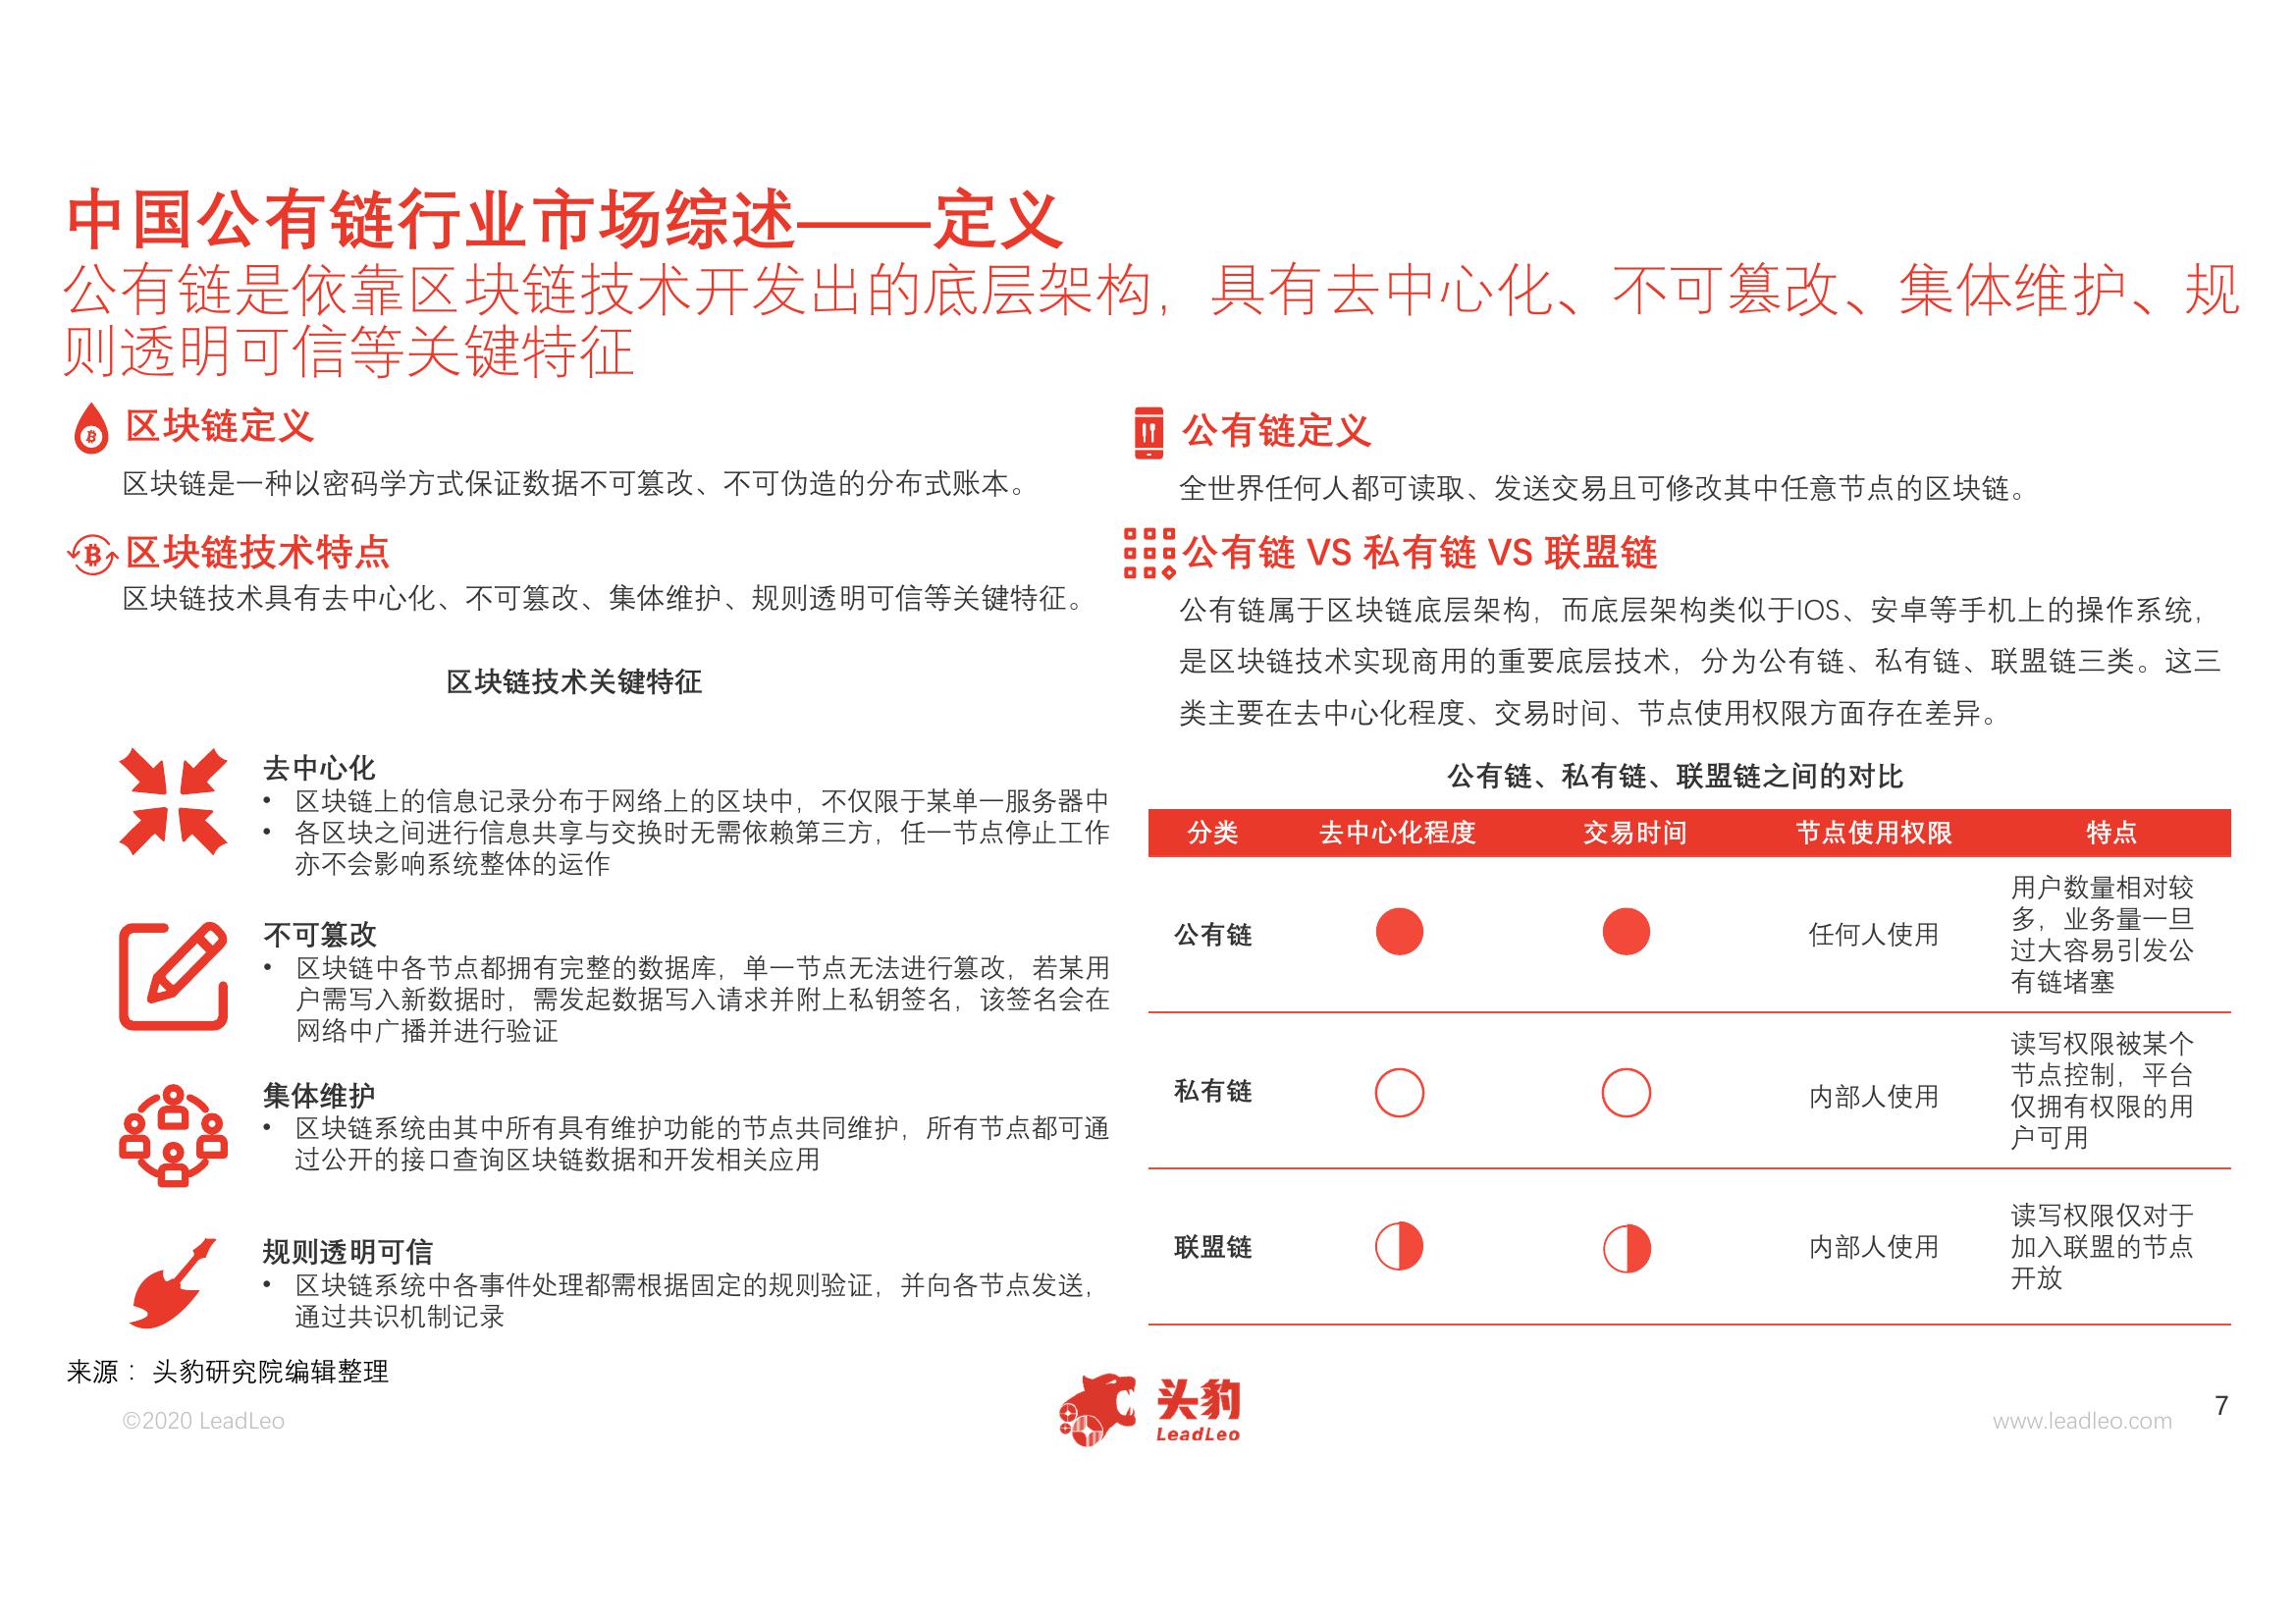 中国公有链行业市场综述——定义
公有链是依靠区块链技术开发出的底层架构，具有去中心化、不可篡改、集体维护、规
则透明可信等关键特征
区块链定义
区块链是一种以密码学方式保证数据不可篡改、不可伪造的分布式账本。
区块链技术特点
区块链技术具有去中心化、不可篡改、集体维护、规则透明可信等关键特征。
区块链技术关键特征
去中心化
• 区块链上的信息记录分布于网络上的区块中，不仅限于某单一服务器中
• 各区块之间进行信息共享与交换时无需依赖第三方，任一节点停止工作
亦不会影响系统整体的运作
不可篡改
• 区块链中各节点都拥有完整的数据库，单一节点无法进行篡改，若某用
户需写入新数据时，需发起数据写入请求并附上私钥签名，该签名会在
网络中广播并进行验证
集体维护
• 区块链系统由其中所有具有维护功能的节点共同维护，所有节点都可通
过公开的接口查询区块链数据和开发相关应用
规则透明可信
• 区块链系统中各事件处理都需根据固定的规则验证，并向各节点发送，
通过共识机制记录
公有链定义
全世界任何人都可读取、发送交易且可修改其中任意节点的区块链。
公有链 VS 私有链 VS 联盟链
公有链属于区块链底层架构，而底层架构类似于IOS、安卓等手机上的操作系统，
是区块链技术实现商用的重要底层技术，分为公有链、私有链、联盟链三类。这三
类主要在去中心化程度、交易时间、节点使用权限方面存在差异。
公有链、私有链、联盟链之间的对比
分类 去中心化程度 交易时间 节点使用权限 特点
公有链 任何人使用
用户数量相对较
多，业务量一旦
过大容易引发公
有链堵塞
私有链 内部人使用
读写权限被某个
节点控制，平台
仅拥有权限的用
户可用
联盟链 内部人使用
读写权限仅对于
加入联盟的节点
开放
来源：头豹研究院编辑整理
©2020 LeadLeo
头豹
LeadLeo
www.leadleo.com
7